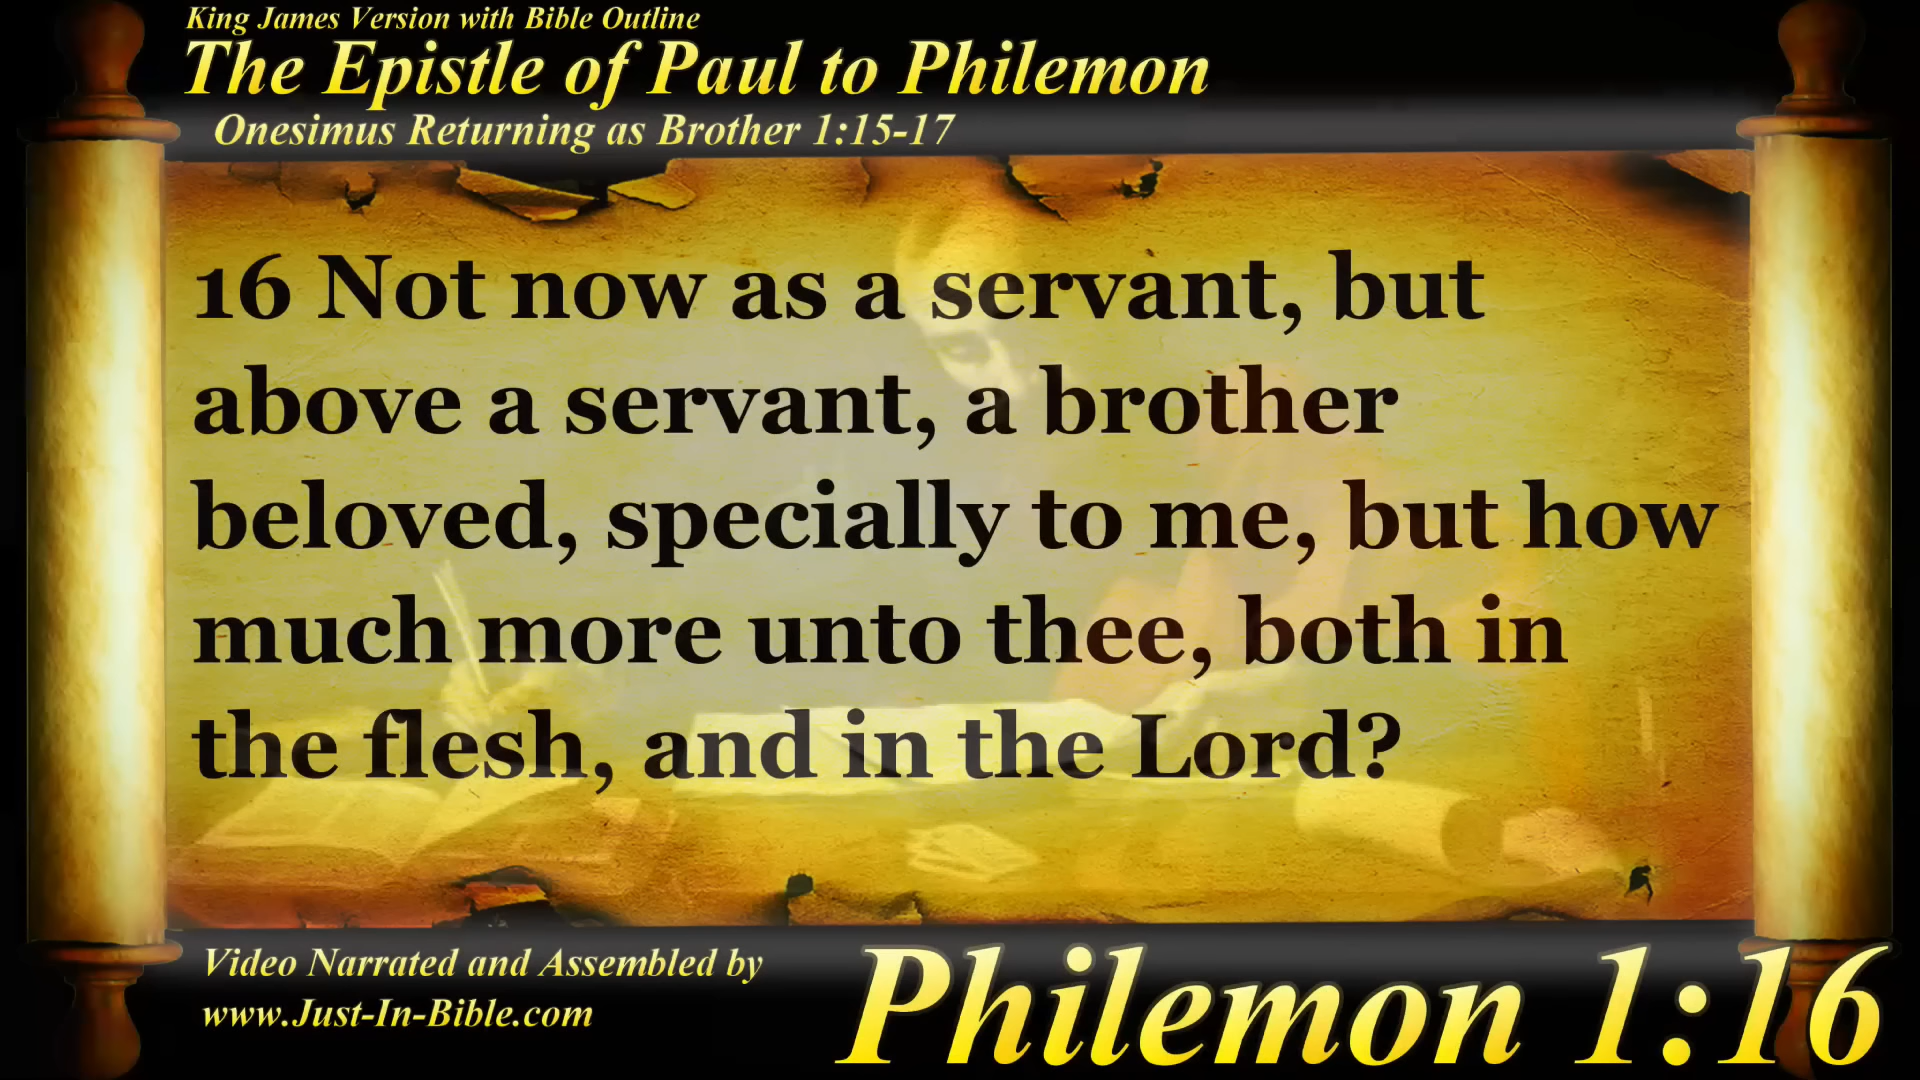 King James Version with Bible Outline
The Epistle of Paul to Philemon
Onesimus Returning as Brother 1:15-17
16 Not now as a servant, but
above a servant, a brother
beloved, specially to me, but how
much more unto thee, both in
the flesh, and in the Lord?
Video Narrated and Assembled by
www.Just-In-Bible.com
Philemon 1:16